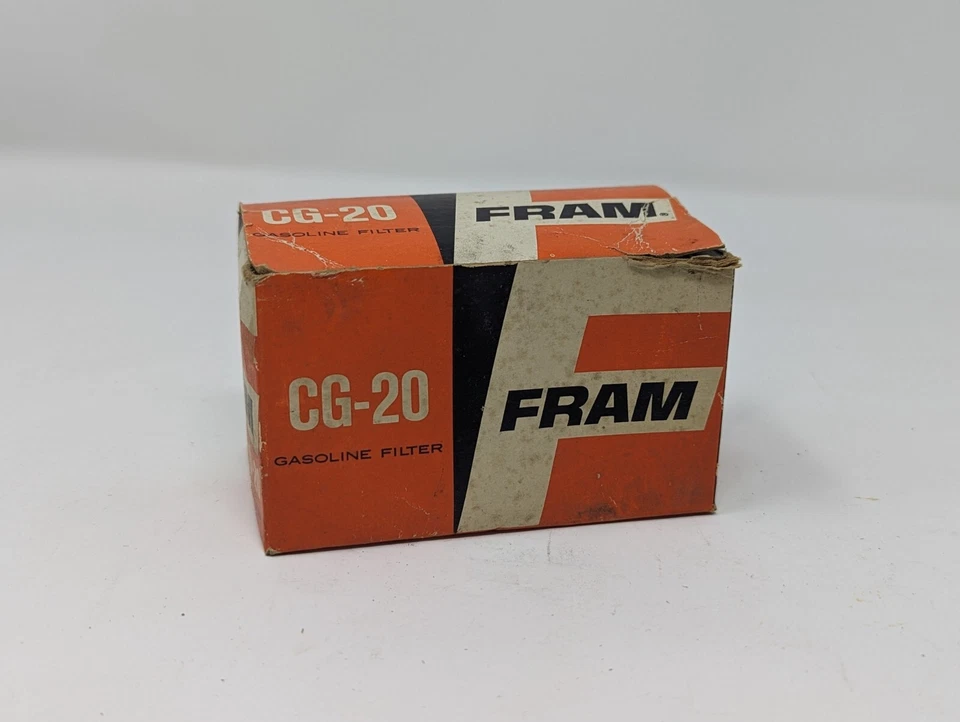 CG-20
GASOLINE FILTER
FRAM.
CG-20
GASOLINE FILTER
FRAM